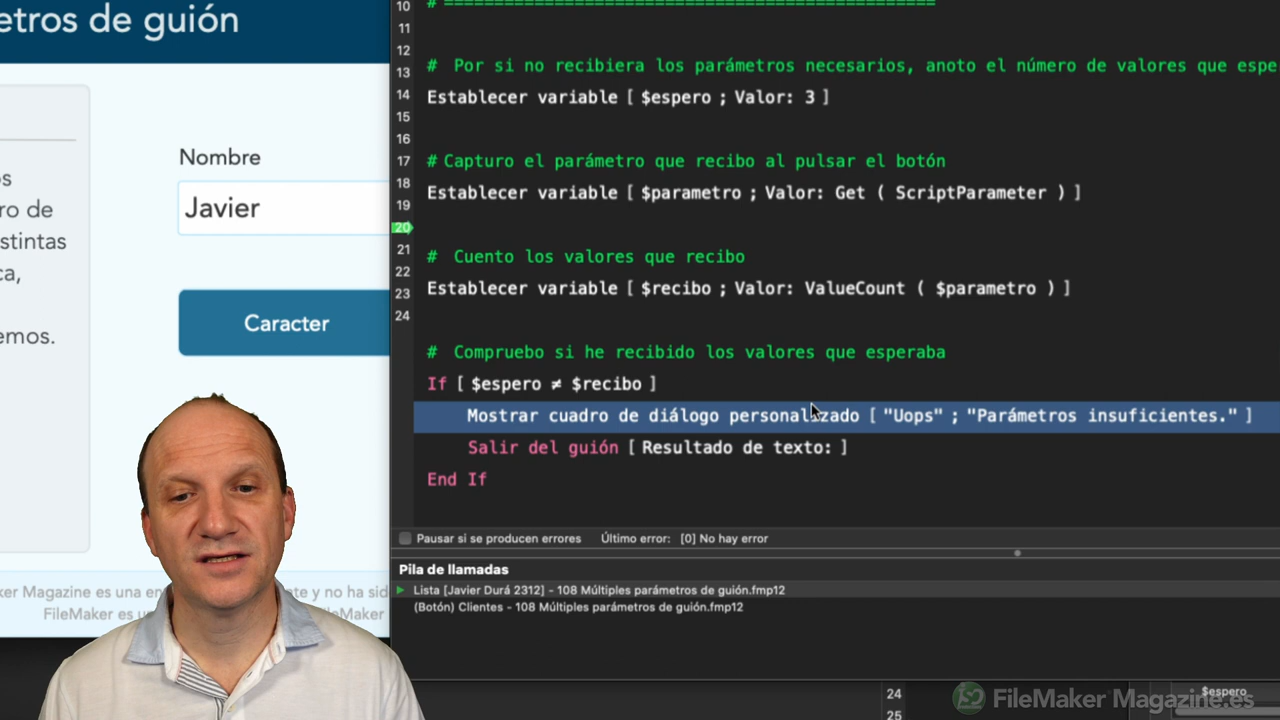 etros de guión
os
ro de
stintas
ca,
emos.
Nombre
Javier
Caracter
10 # ================================================
11
12
13 # Por si no recibiera los parámetros necesarios, anoto el número de valores que espe
14 Establecer variable [ $espero ; Valor: 3 ]
15
16
17 # Capturo el parámetro que recibo al pulsar el botón
18 Establecer variable [ $parametro ; Valor: Get ( ScriptParameter ) ]
19
20
21 # Cuento los valores que recibo
22
23 Establecer variable [ $recibo ; Valor: ValueCount ( $parametro ) ]
24
# Compruebo si he recibido los valores que esperaba
If [ $espero ≠ $recibo ]
Mostrar cuadro de diálogo personalizado [ "Uops" ; "Parámetros insuficientes." ]
Salir del guión [ Resultado de texto: ]
End If
Pausar si se producen errores Último error: [0] No hay error
Pila de llamadas
Lista [Javier Durá 2312] - 108 Múltiples parámetros de guión.fmp12
(Botón) Clientes - 108 Múltiples parámetros de guión.fmp12
ker Magazine es una en te y no ha sid
FileMaker es u leMaker
24 $espero
25
FileMaker Magazine.es